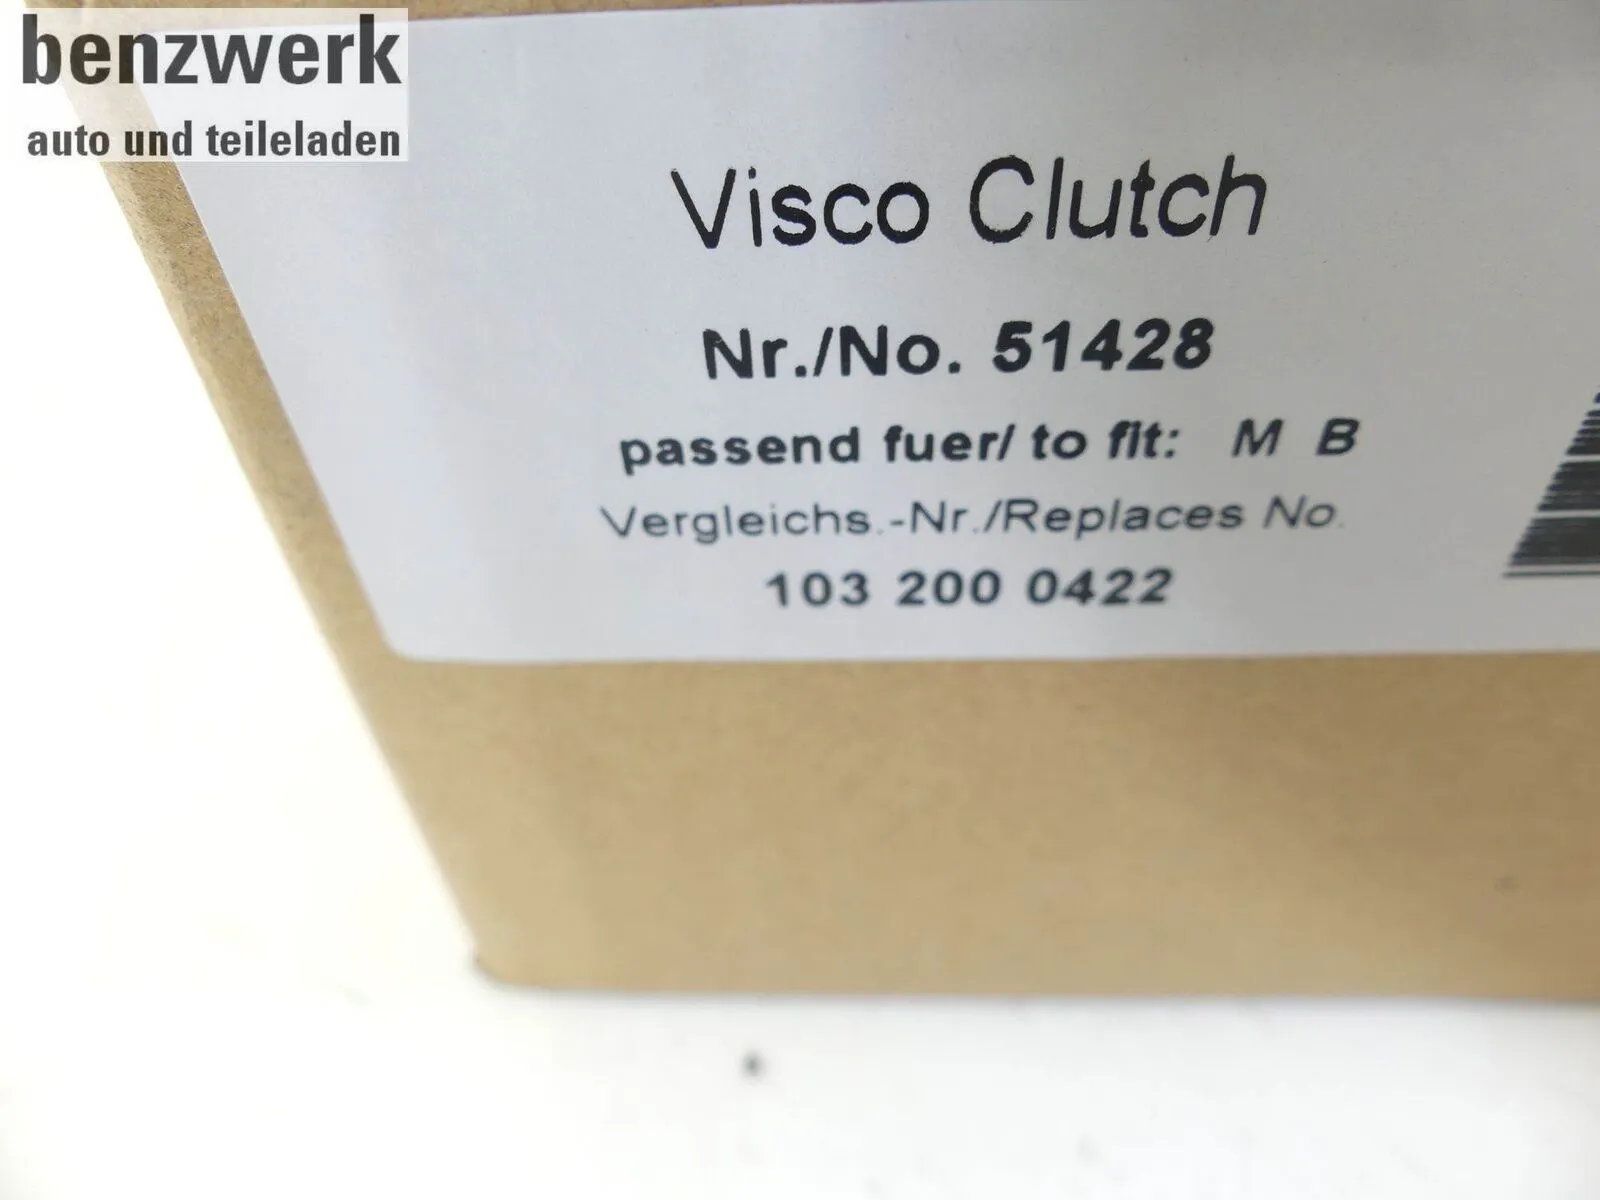 benzwerk
auto und teileladen
Visco Clutch
Nr./No. 51428
passend fuer/ to fit: M B
Vergleichs.-Nr./Replaces No.
103 200 0422